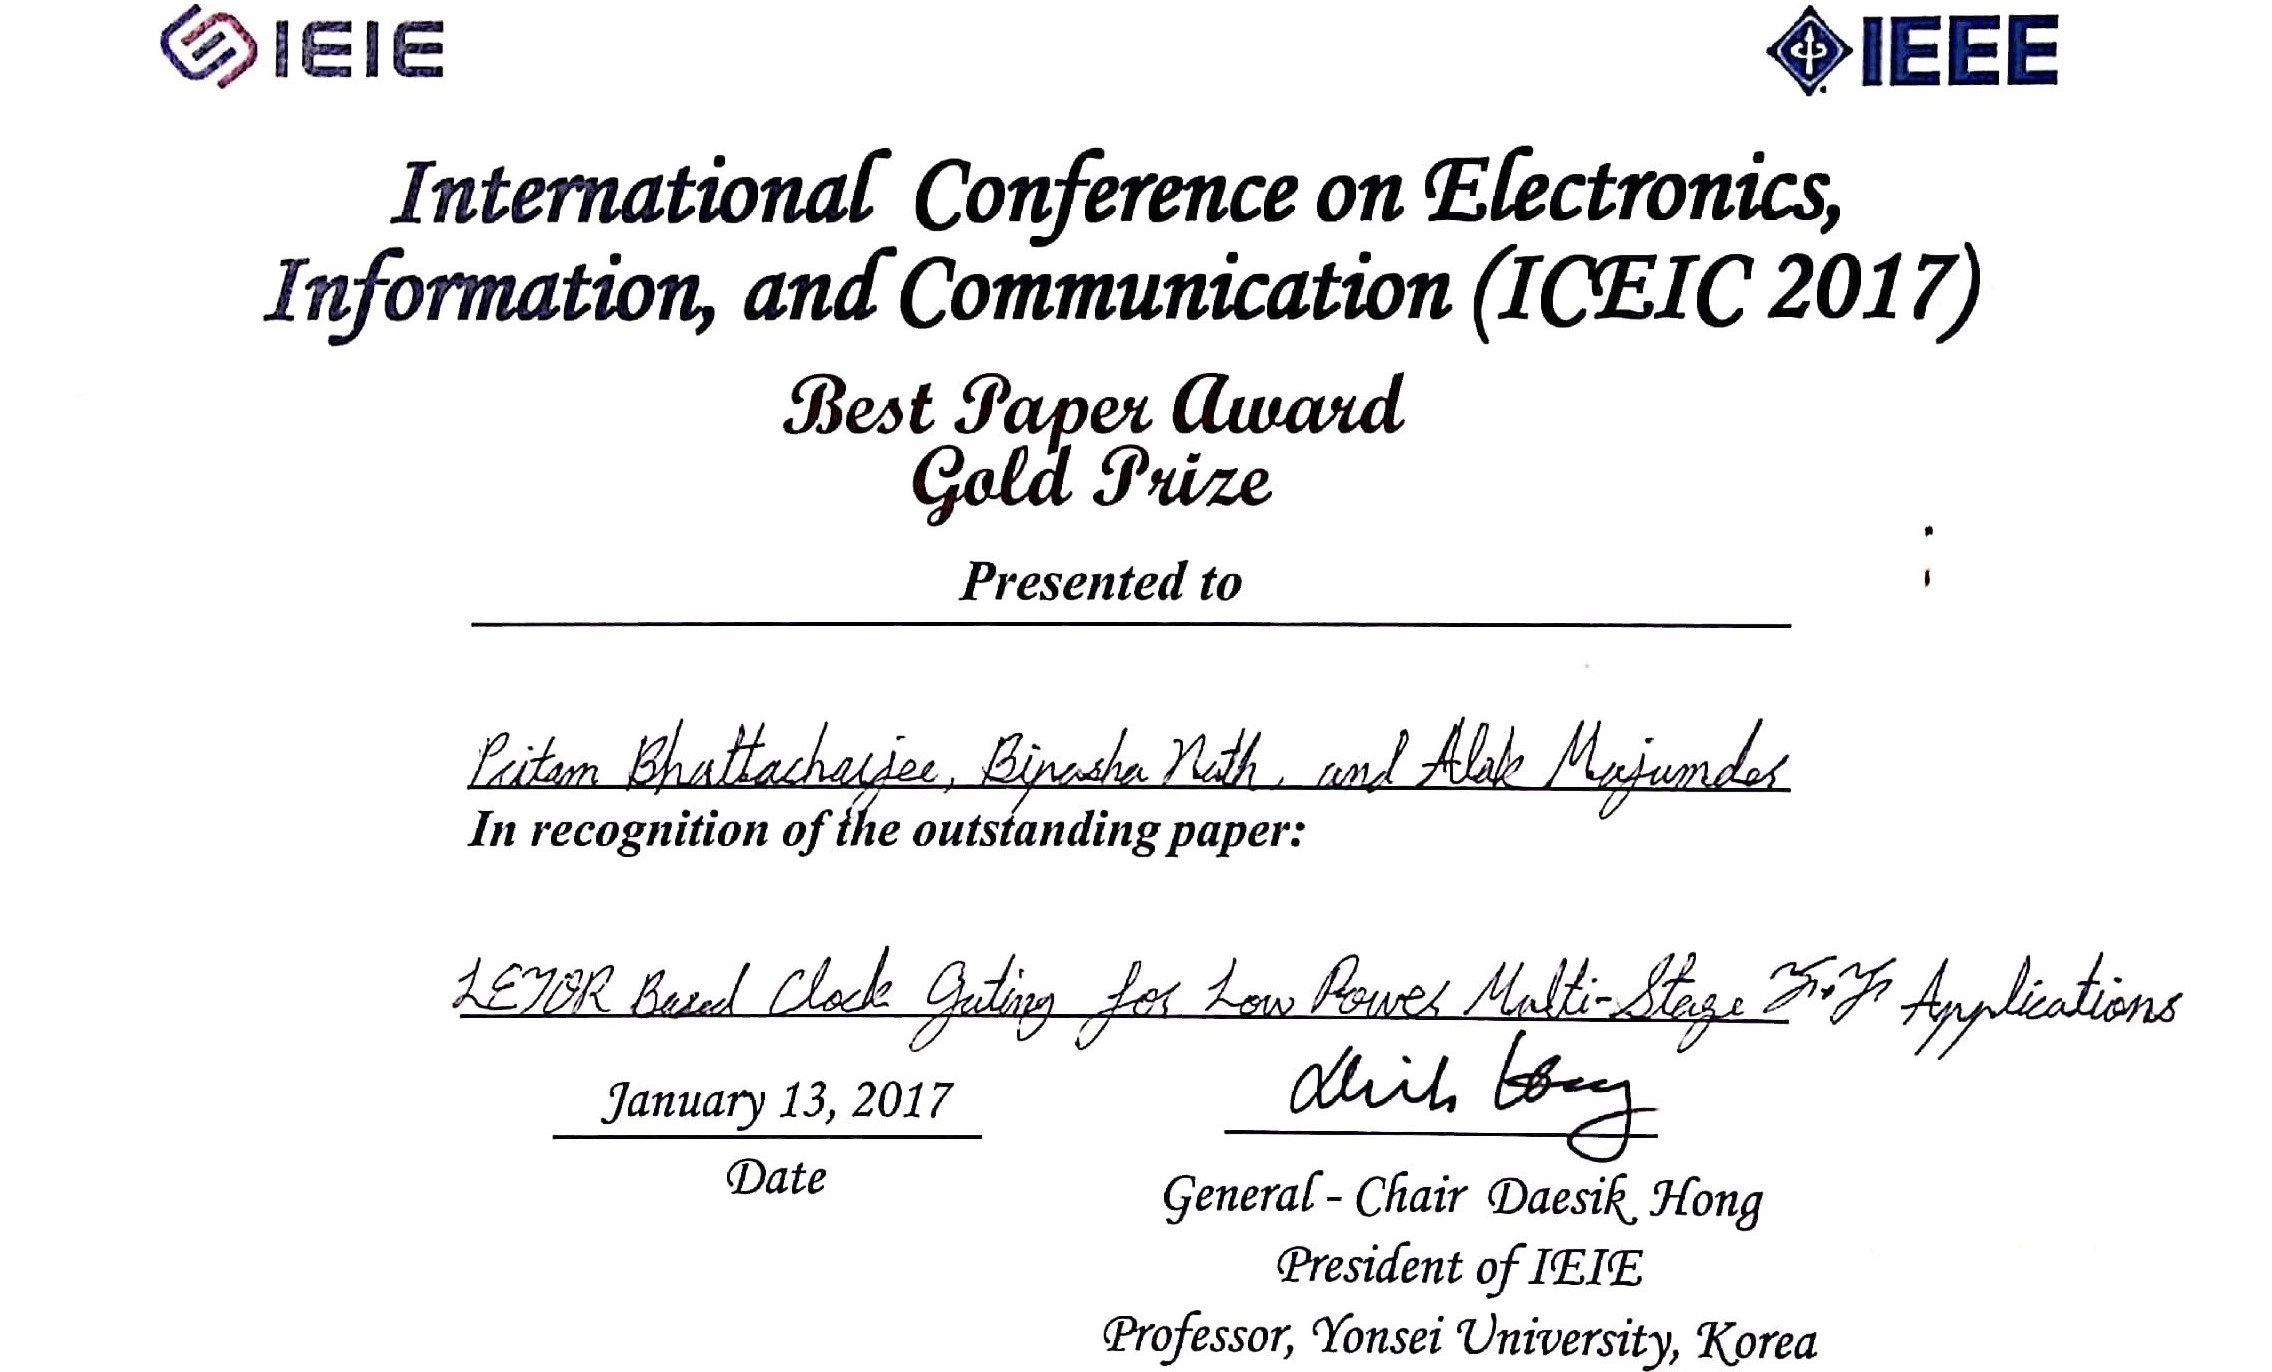 IEIE
IEEE
International Conference on Electronics,
Information, and Communication (ICEIC 2017)
Best Paper Award
Gold Prize
Presented to
Pritam Bhattacharjee, Bipasha Nath, and Alak Majumder
In recognition of the outstanding paper:
LECTOR Based Clock Gating for Low Power Multi-Stage Applications
January 13, 2017
Date
General - Chair Daesik Hong
President of IEIE
Professor, Yonsei University, Korea